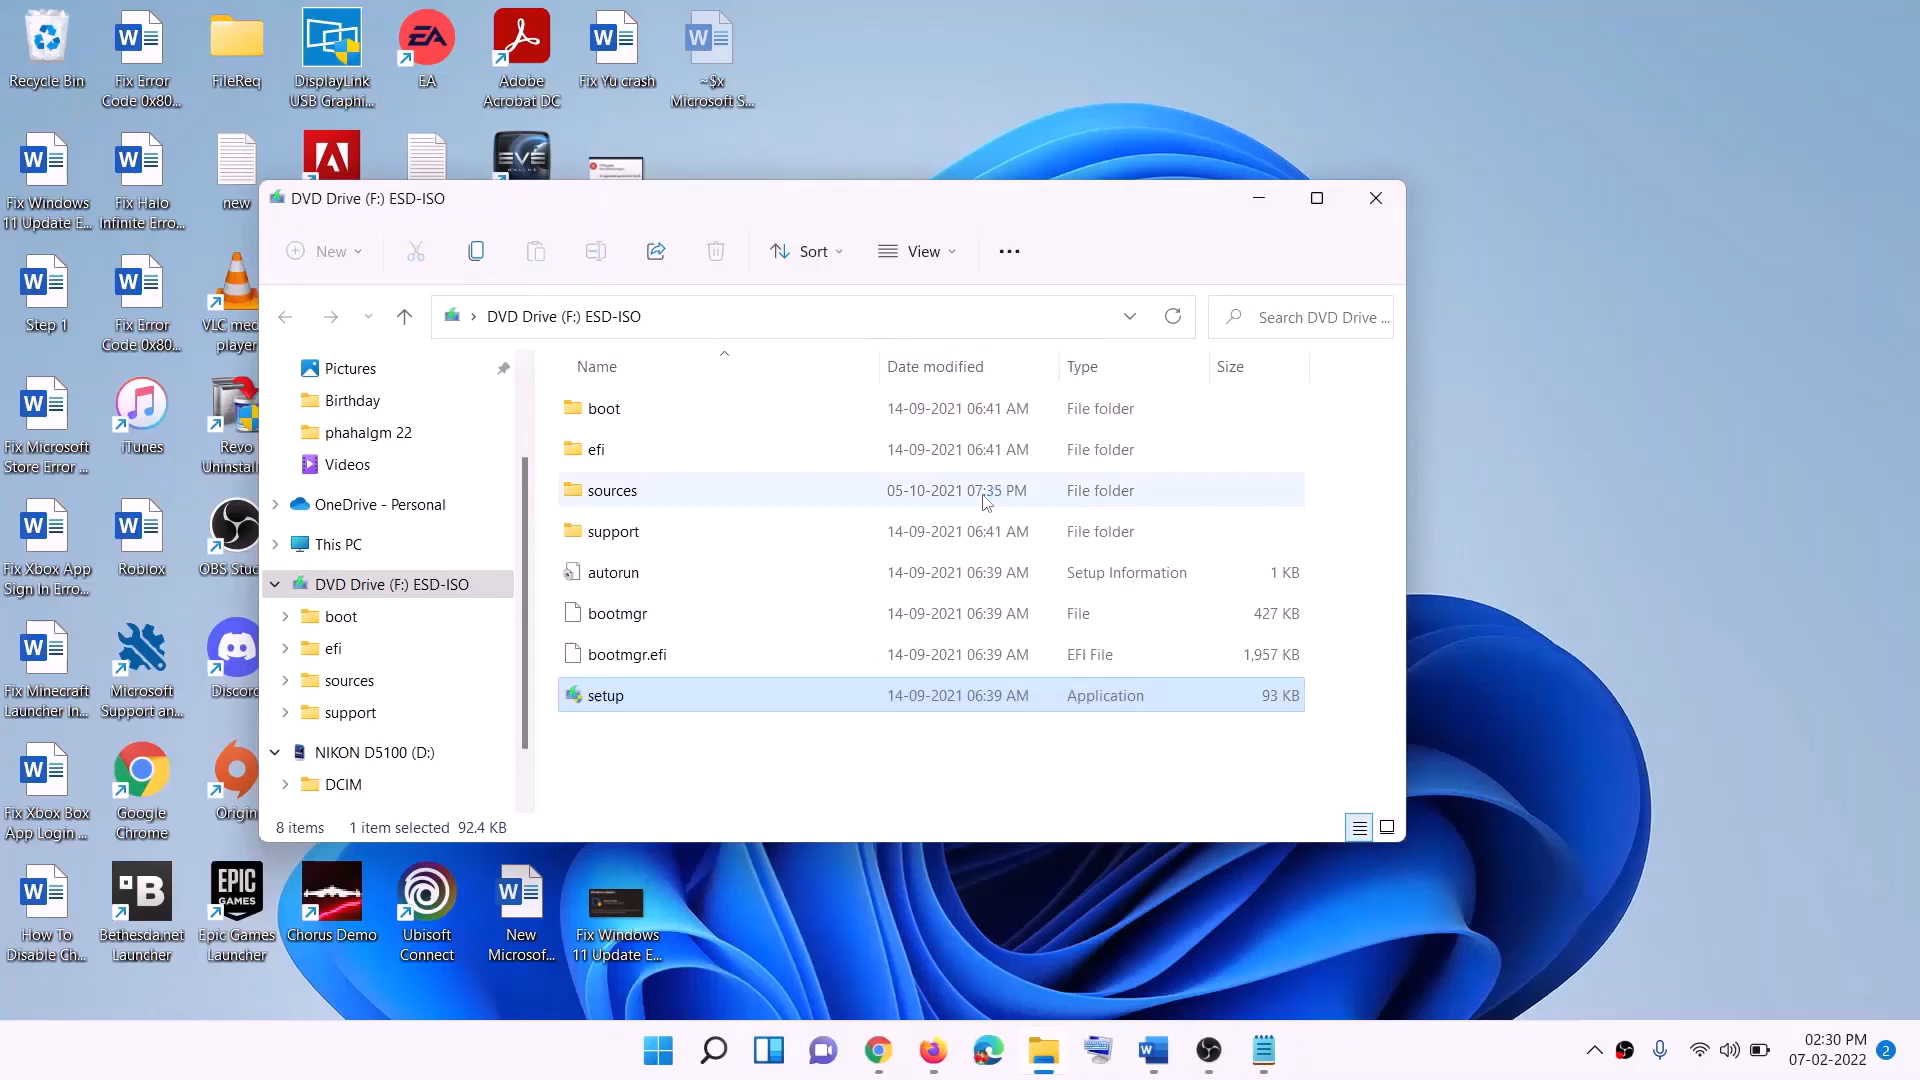 Recycle Bin
Fix Error
Code 0x80...
FileReq
DisplayLink
USB Graphi...
EA
EA
Adobe
Acrobat DC
Fix Yu crash
~$x
Microsoft S...
Fix Windows
11 Update E...
Fix Halo
Infinite Erro...
new
EVE
ONLINE
Step 1
Fix Error
Code 0x80...
VLC med
player
Fix Microsoft
Store Error ...
iTunes
Revo
Uninstall
Fix Xbox App
Sign In Erro...
Roblox
OBS Stud
Fix Minecraft
Launcher In...
Microsoft
Support an...
Discord
Fix Xbox Box
App Login ...
Google
Chrome
Origin
How To
Disable Ch...
B
Bethesda.net
Launcher
EPIC
GAMES
Epic Games
Launcher
Chorus Demo
Ubisoft
Connect
New
Microsof...
Fix Windows
11 Update E...
DVD Drive (F:) ESD-ISO
New
Sort
View
DVD Drive (F:) ESD-ISO
Search DVD Drive ...
Pictures
Birthday
phahalgm 22
Videos
OneDrive - Personal
This PC
DVD Drive (F:) ESD-ISO
boot
efi
sources
support
NIKON D5100 (D:)
DCIM
Name Date modified Type Size
boot 14-09-2021 06:41 AM File folder
efi 14-09-2021 06:41 AM File folder
sources 05-10-2021 07:35 PM File folder
support 14-09-2021 06:41 AM File folder
autorun 14-09-2021 06:39 AM Setup Information 1 KB
bootmgr 14-09-2021 06:39 AM File 427 KB
bootmgr.efi 14-09-2021 06:39 AM EFI File 1,957 KB
setup 14-09-2021 06:39 AM Application 93 KB
8 items 1 item selected 92.4 KB
02:30 PM
07-02-2022
2